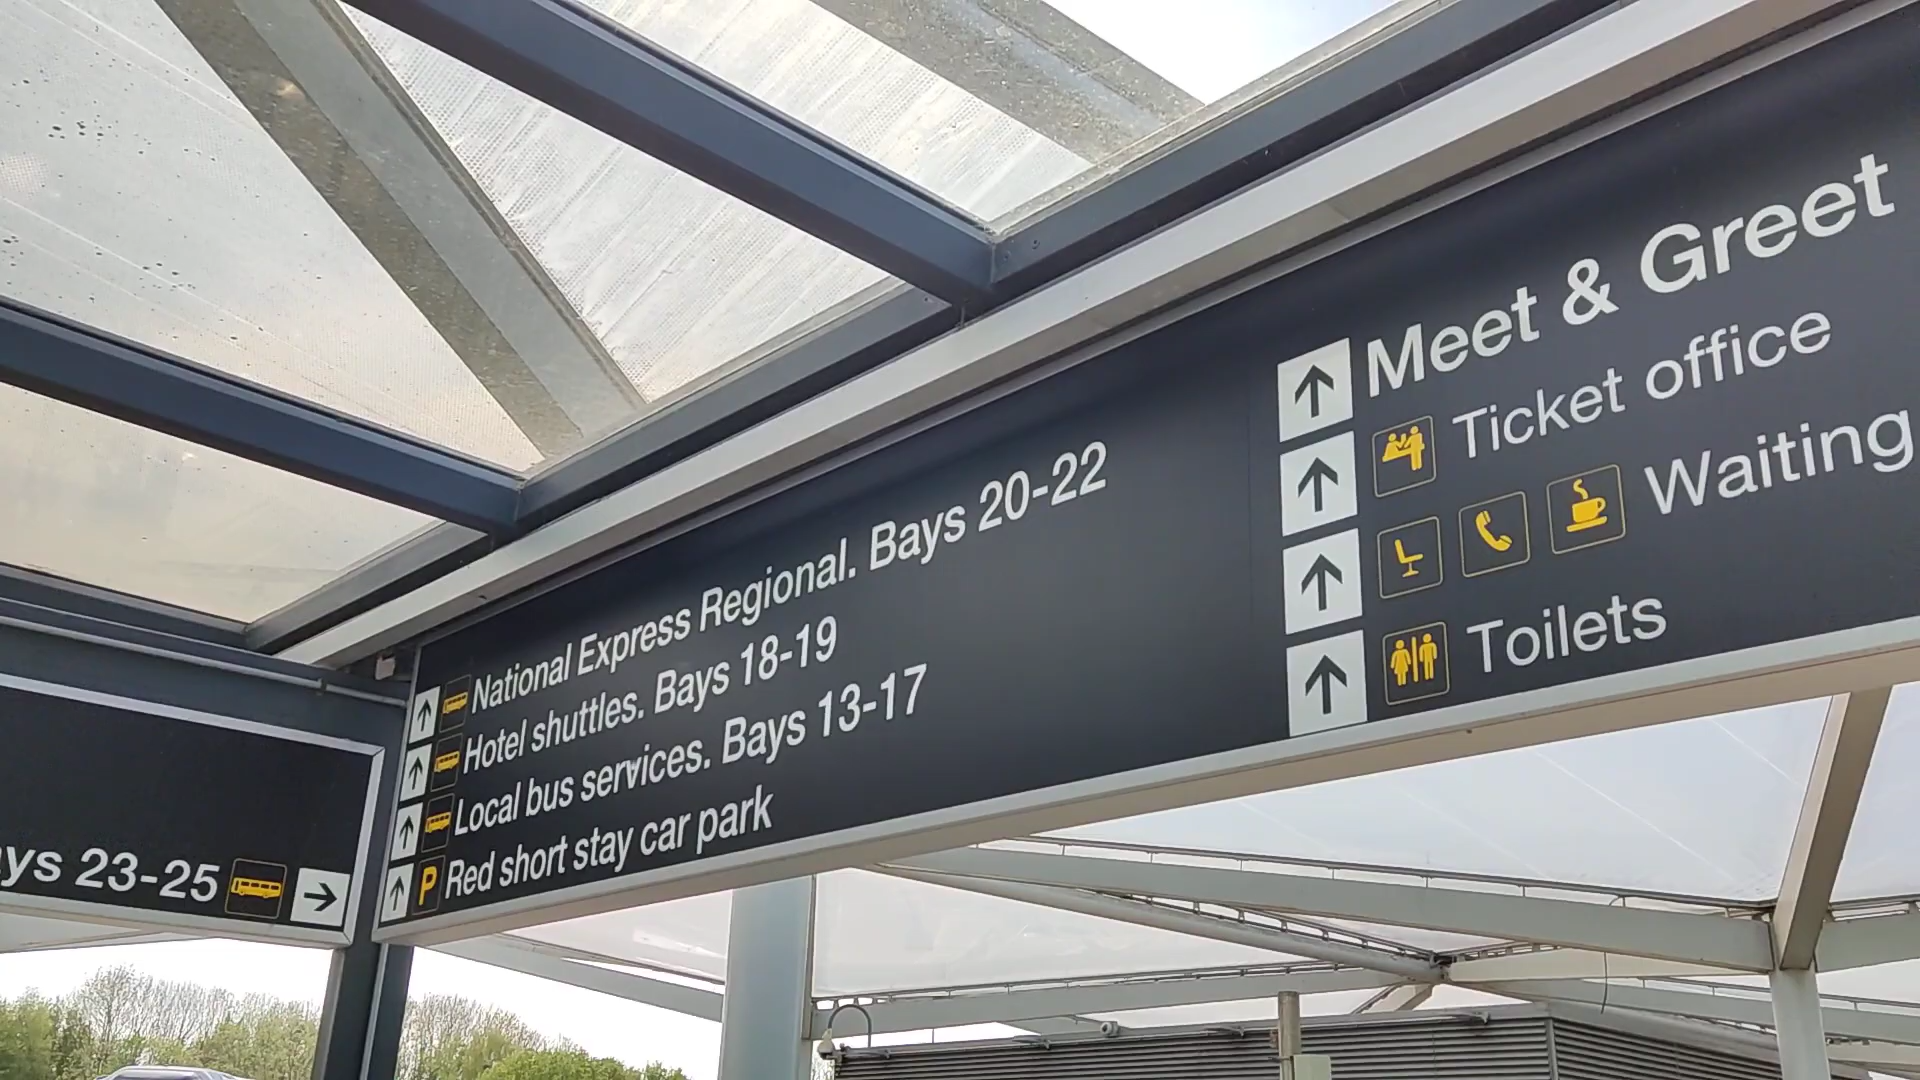 Meet & Greet
Ticket office
Waiting
Toilets
National Express Regional. Bays 20-22
Hotel shuttles. Bays 18-19
Local bus services. Bays 13-17
P Red short stay car park
23-25